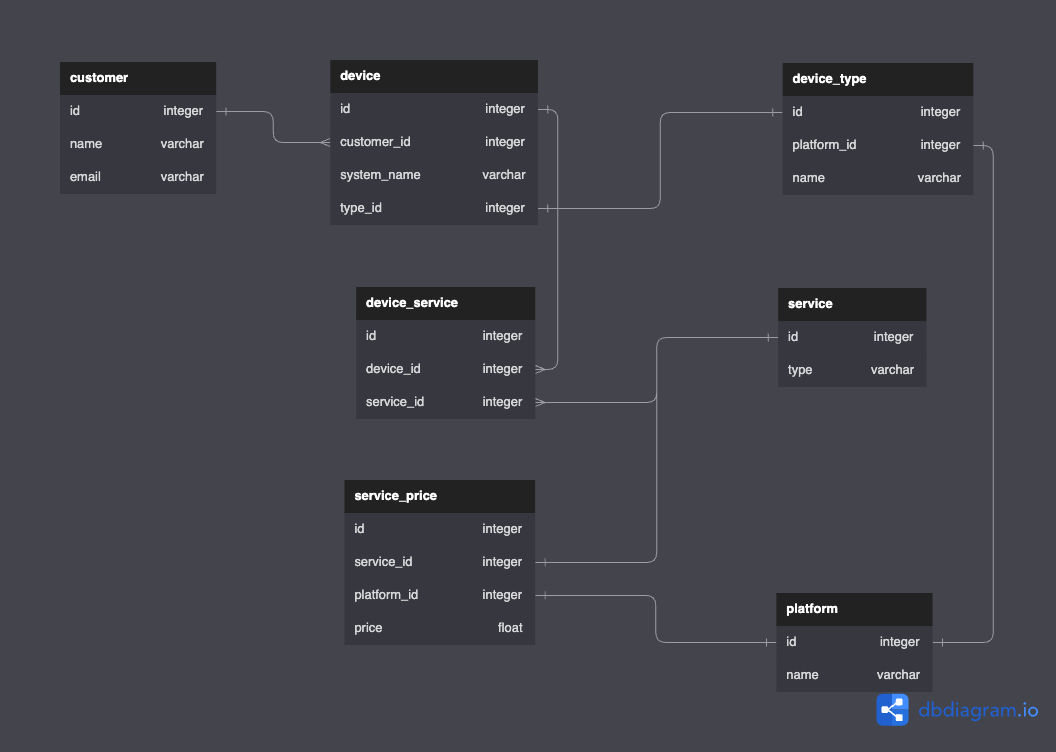 customer
id integer
name varchar
email varchar
device
id integer
customer_id integer
system_name varchar
type_id integer
device_type
id integer
platform_id integer
name varchar
device_service
id integer
device_id integer
service_id integer
service
id integer
type varchar
service_price
id integer
service_id integer
platform_id integer
price float
platform
id integer
name varchar
dbdiagram.io